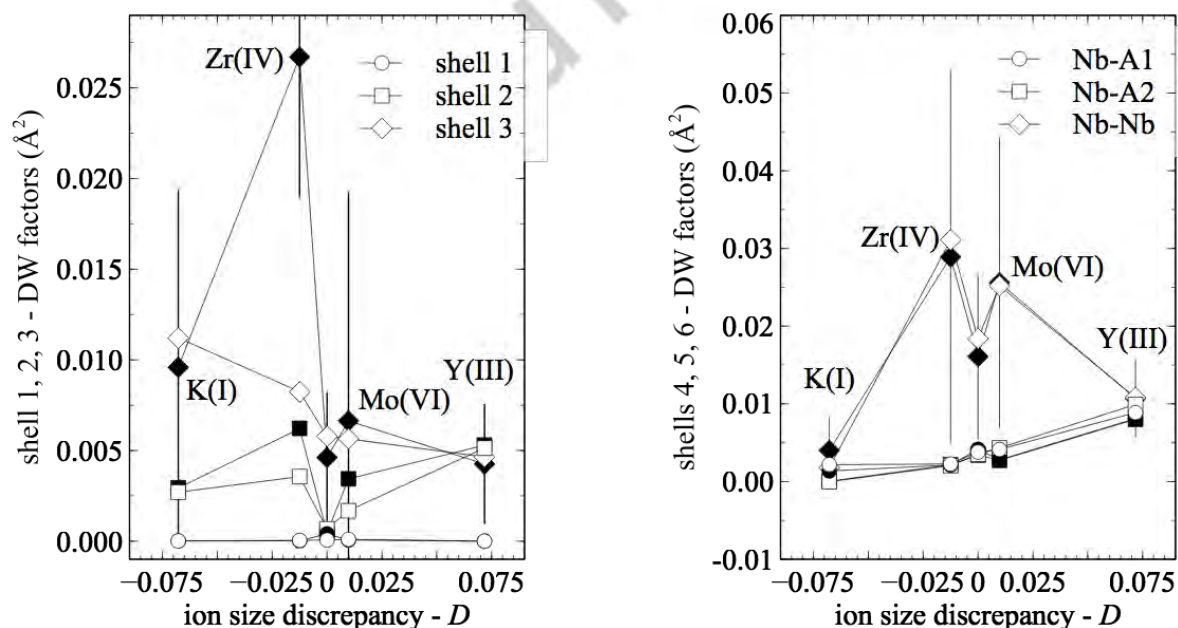 shell 1, 2, 3 - DW factors (Å²)
0.025
0.020
0.015
0.010
0.005
0.000
Zr(IV)
shell 1
shell 2
shell 3
K(I)
Mo(VI)
Y(III)
−0.075
−0.025
0
0.025
0.075
ion size discrepancy - D
shells 4, 5, 6 - DW factors (Å²)
0.06
0.05
0.04
0.03
0.02
0.01
0.00
-0.01
Nb-A1
Nb-A2
Nb-Nb
Zr(IV)
Mo(VI)
K(I)
Y(III)
−0.075
−0.025
0
0.025
0.075
ion size discrepancy - D